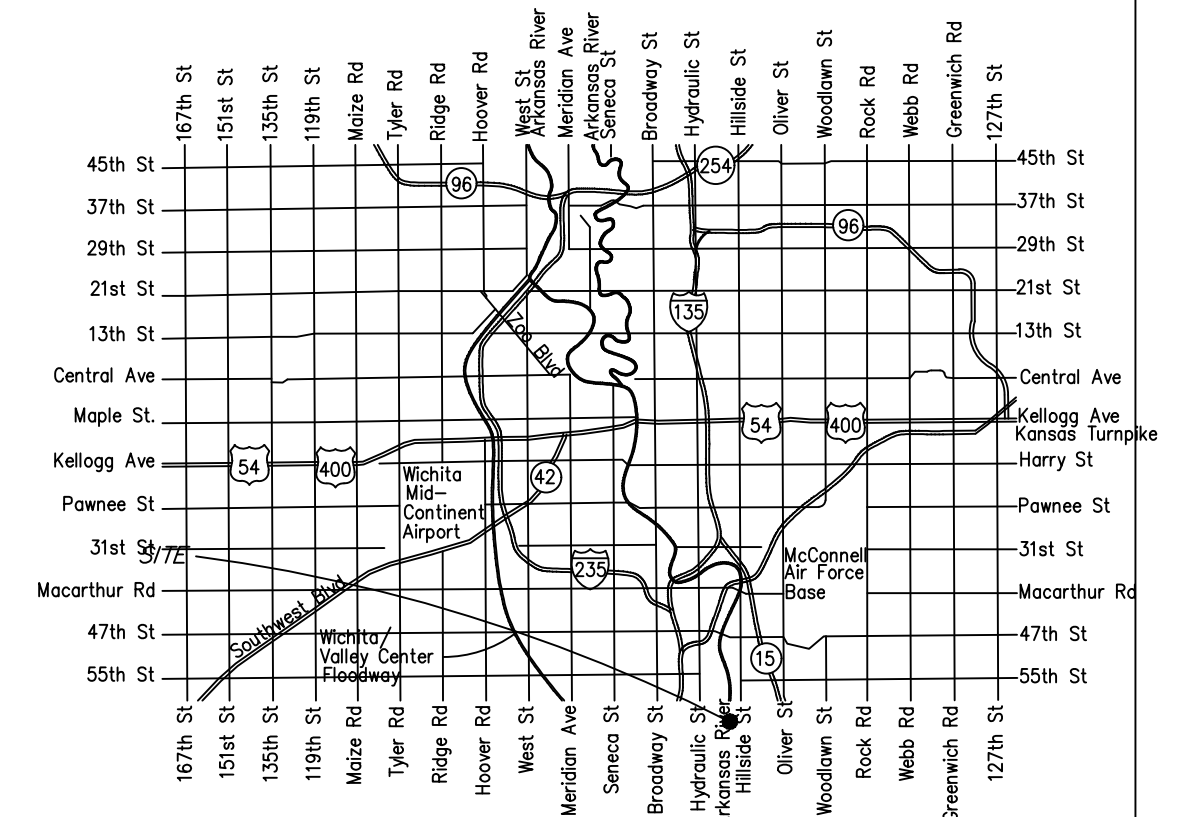 167th St
151st St
135th St
119th St
Maize Rd
Tyler Rd
Ridge Rd
Hoover Rd
West St
Arkansas River
Meridian Ave
Arkansas River
Seneca St
Broadway St
Hydraulic St
Hillside St
Oliver St
Woodlawn St
Rock Rd
Webb Rd
Greenwich Rd
127th St
45th St
254
45th St
96
37th St
37th St
96
29th St
29th St
21st St
21st St
135
13th St
Zoo Blvd
13th St
Central Ave
Central Ave
Maple St.
54
400
Kellogg Ave
Kansas Turnpike
Kellogg Ave
54
400
Harry St
Wichita
Mid-
Continent
Airport
42
Pawnee St
Pawnee St
31st St
SITE
31st St
McConnell
Air Force
Base
235
Macarthur Rd
Macarthur Rd
Southwest Blvd
47th St
Wichita/
Valley Center
Floodway
47th St
15
55th St
55th St
167th St
151st St
135th St
119th St
Maize Rd
Tyler Rd
Ridge Rd
Hoover Rd
West St
Meridian Ave
Seneca St
Broadway St
Hydraulic St
rkansas River
Hillside St
Oliver St
Woodlawn St
Rock Rd
Webb Rd
Greenwich Rd
127th St